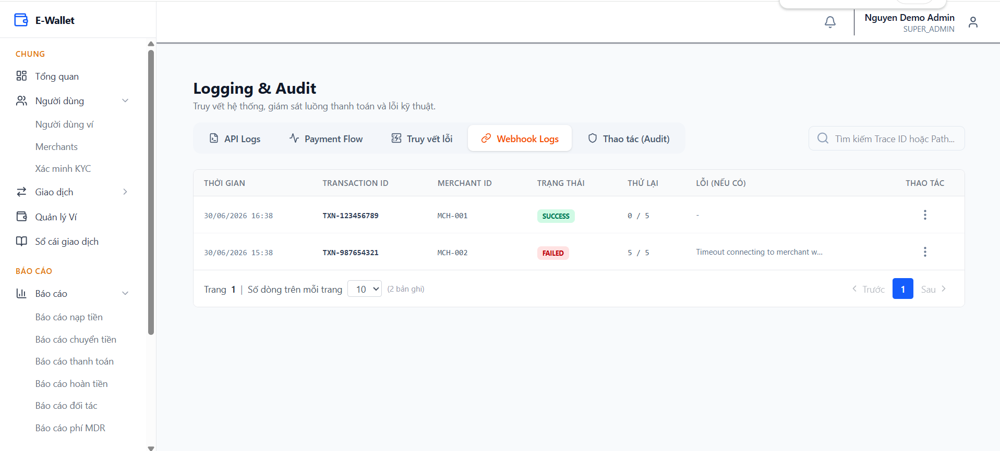 E-Wallet
Nguyen Demo Admin
SUPER_ADMIN
CHUNG
Tổng quan
Người dùng
Người dùng ví
Merchants
Xác minh KYC
Giao dịch
Quản lý Ví
Sổ cái giao dịch
BÁO CÁO
Báo cáo
Báo cáo nạp tiền
Báo cáo chuyển tiền
Báo cáo thanh toán
Báo cáo hoàn tiền
Báo cáo đối tác
Báo cáo phí MDR
Logging & Audit
Truy vết hệ thống, giám sát luồng thanh toán và lỗi kỹ thuật.
API Logs Payment Flow Truy vết lỗi Webhook Logs Thao tác (Audit) Tìm kiếm Trace ID hoặc Path...
THỜI GIAN TRANSACTION ID MERCHANT ID TRẠNG THÁI THỬ LẠI LỖI (NẾU CÓ) THAO TÁC
30/06/2026 16:38 TXN-123456789 MCH-001 SUCCESS 0 / 5 -
30/06/2026 15:38 TXN-987654321 MCH-002 FAILED 5 / 5 Timeout connecting to merchant w...
Trang 1 | Số dòng trên mỗi trang 10 (2 bản ghi) Trước 1 Sau